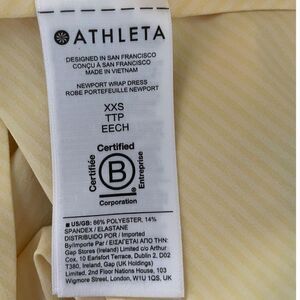 ATHLETA
DESIGNED IN SAN FRANCISCO
CONÇU À SAN FRANCISCO
MADE IN VIETNAM
NEWPORT WRAP DRESS
ROBE PORTEFEUILLE NEWPORT
XXS
TTP
EECH
Certified
Certifiée
B
Entreprise
Corporation
US/GB: 86% POLYESTER, 14%
SPANDEX / ELASTANE
DISTRIBUIDO POR / Imported
By/Importe Par / ΕΙΣΑΓΕΤΑΙ ΑΠΟ ΤΗΝ:
Gap Stores (Ireland) Limited c/o Arthur
Cox, 10 Earlsfort Terrace, Dublin 2, D02
T380, Ireland, Gap (UK Holdings)
Limited, 2nd Floor Nations House, 103
Wigmore Street, London, W1U 1QS, UK